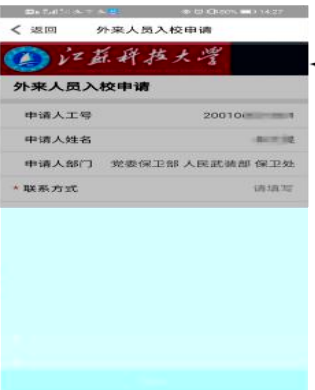 返回 外来人员入校申请
江苏科技大学
外来人员入校申请
申请人工号 20010
申请人姓名
申请人部门 党委保卫部 人民武装部 保卫处
* 联系方式 请填写